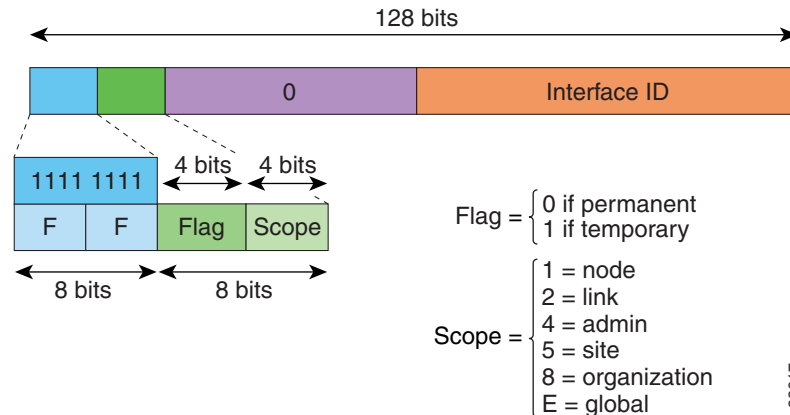 128 bits
0 Interface ID
1111 1111
4 bits 4 bits
F F Flag Scope
8 bits 8 bits
Flag =
0 if permanent
1 if temporary
Scope =
1 = node
2 = link
4 = admin
5 = site
8 = organization
E = global